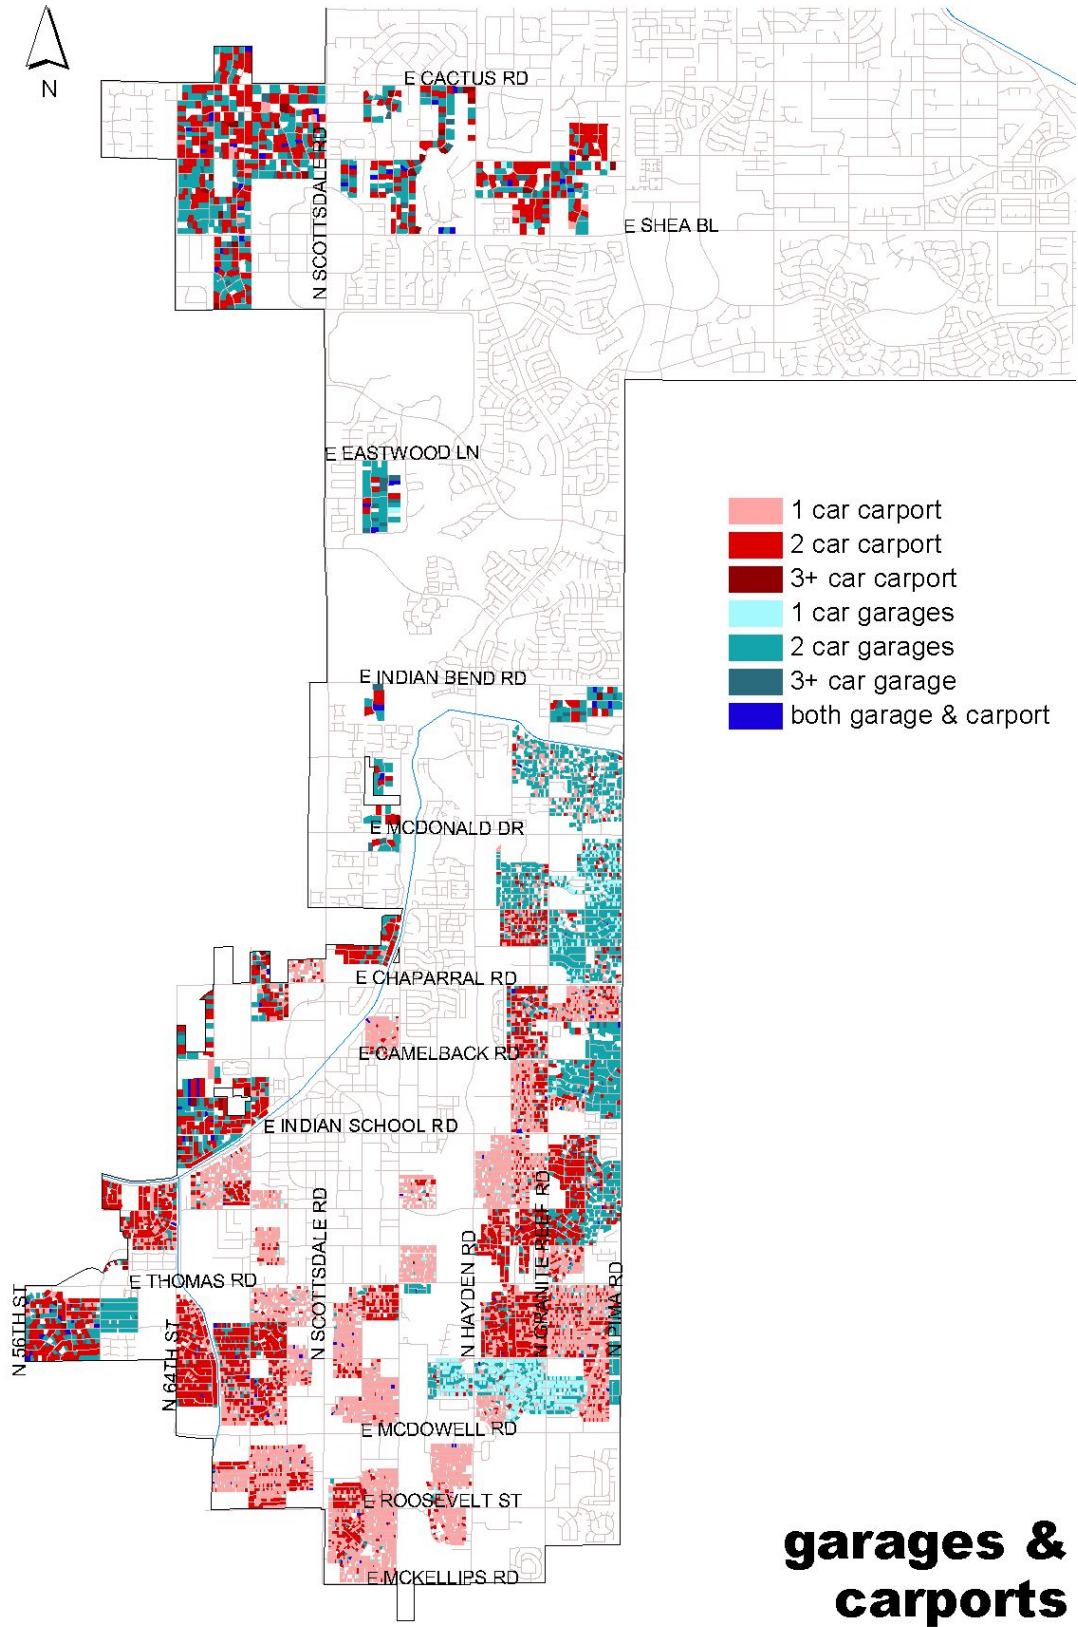 N
E CACTUS RD
N SCOTTSDALE RD
E SHEA BL
E EASTWOOD LN
1 car carport
2 car carport
3+ car carport
1 car garages
2 car garages
3+ car garage
both garage & carport
E INDIAN BEND RD
E MCDONALD DR
E CHAPARRAL RD
E CAMELBACK RD
E INDIAN SCHOOL RD
N SCOTTSDALE RD
N HAYDEN RD
N GRANITE REEF RD
N PIMA RD
E THOMAS RD
N 56TH ST
N 64TH ST
E MCDOWELL RD
E ROOSEVELT ST
E MCKELLIPS RD
garages &
carports